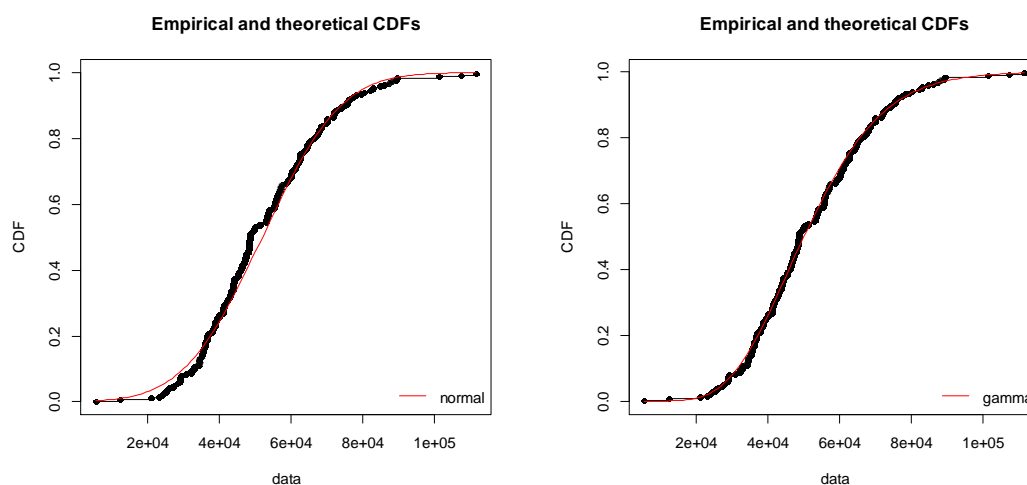 Empirical and theoretical CDFs
CDF
0.0
0.2
0.4
0.6
0.8
1.0
normal
2e+04 4e+04 6e+04 8e+04 1e+05
data
Empirical and theoretical CDFs
CDF
0.0
0.2
0.4
0.6
0.8
1.0
gamma
2e+04 4e+04 6e+04 8e+04 1e+05
data